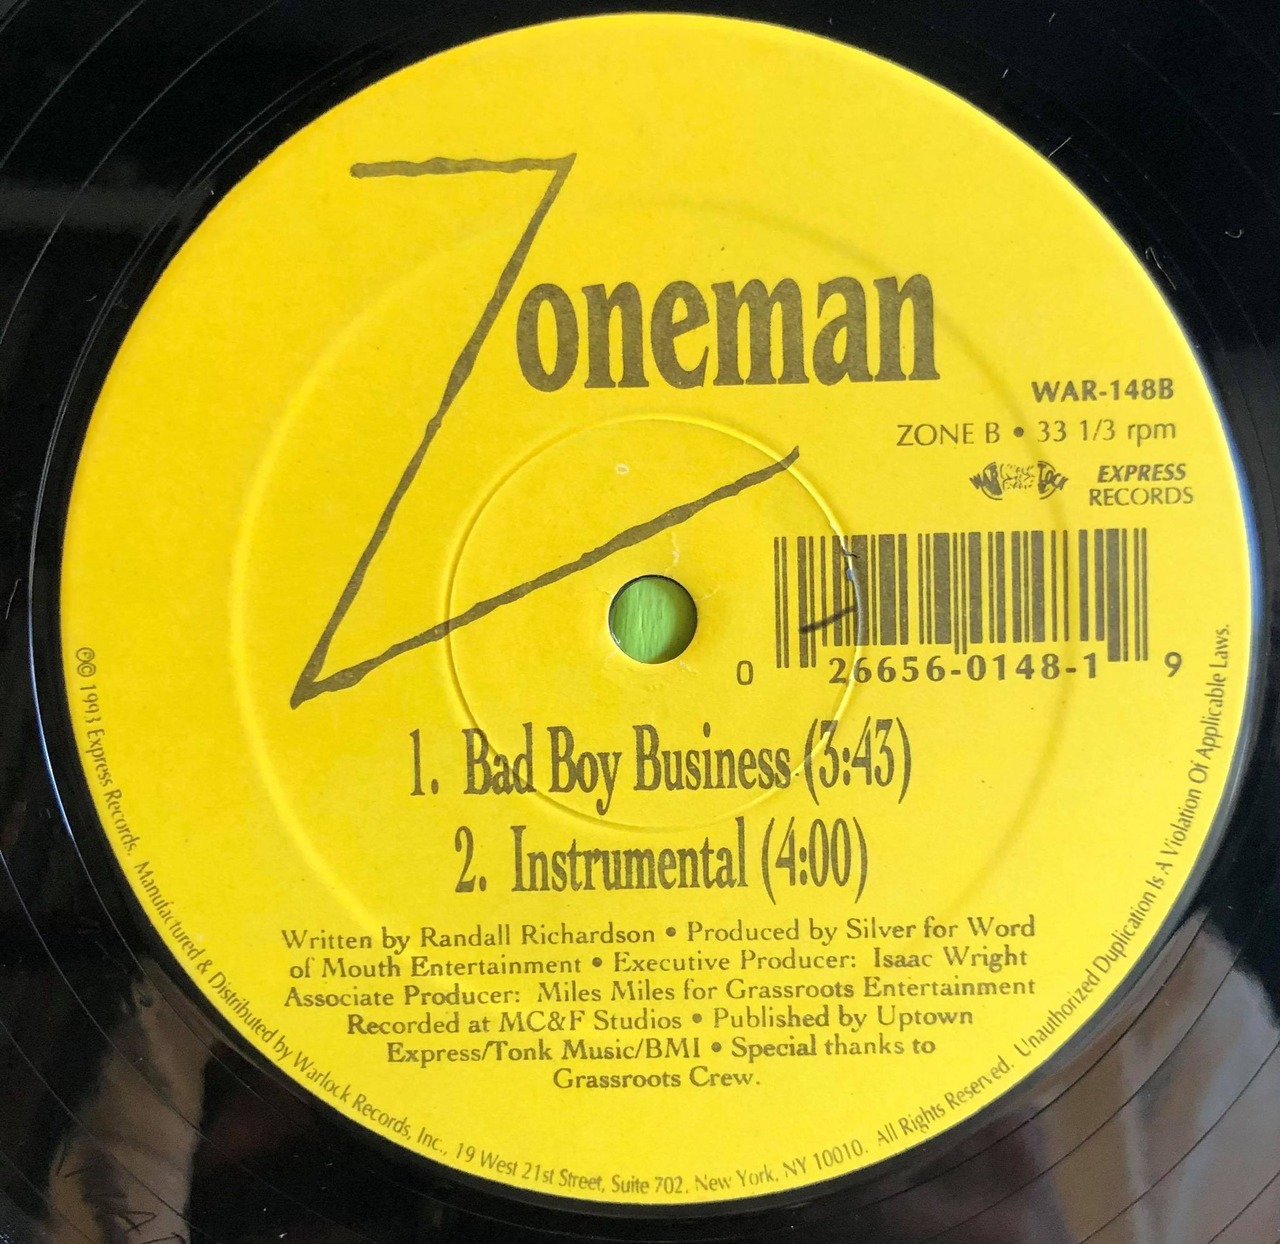 Zoneman
WAR-148B
ZONE B • 33 1/3 rpm
WAR LOCK
EXPRESS
RECORDS
0 26656-0148-1 9
1. Bad Boy Business (3:43)
2. Instrumental (4:00)
Written by Randall Richardson • Produced by Silver for Word
of Mouth Entertainment • Executive Producer: Isaac Wright
Associate Producer: Miles Miles for Grassroots Entertainment
Recorded at MC&F Studios • Published by Uptown
Express/Tonk Music/BMI • Special thanks to
Grassroots Crew.
℗© 1993 Express Records. Manufactured & Distributed by Warlock Records, Inc., 19 West 21st Street, Suite 702, New York, NY 10010. All Rights Reserved. Unauthorized Duplication Is A Violation Of Applicable Laws.